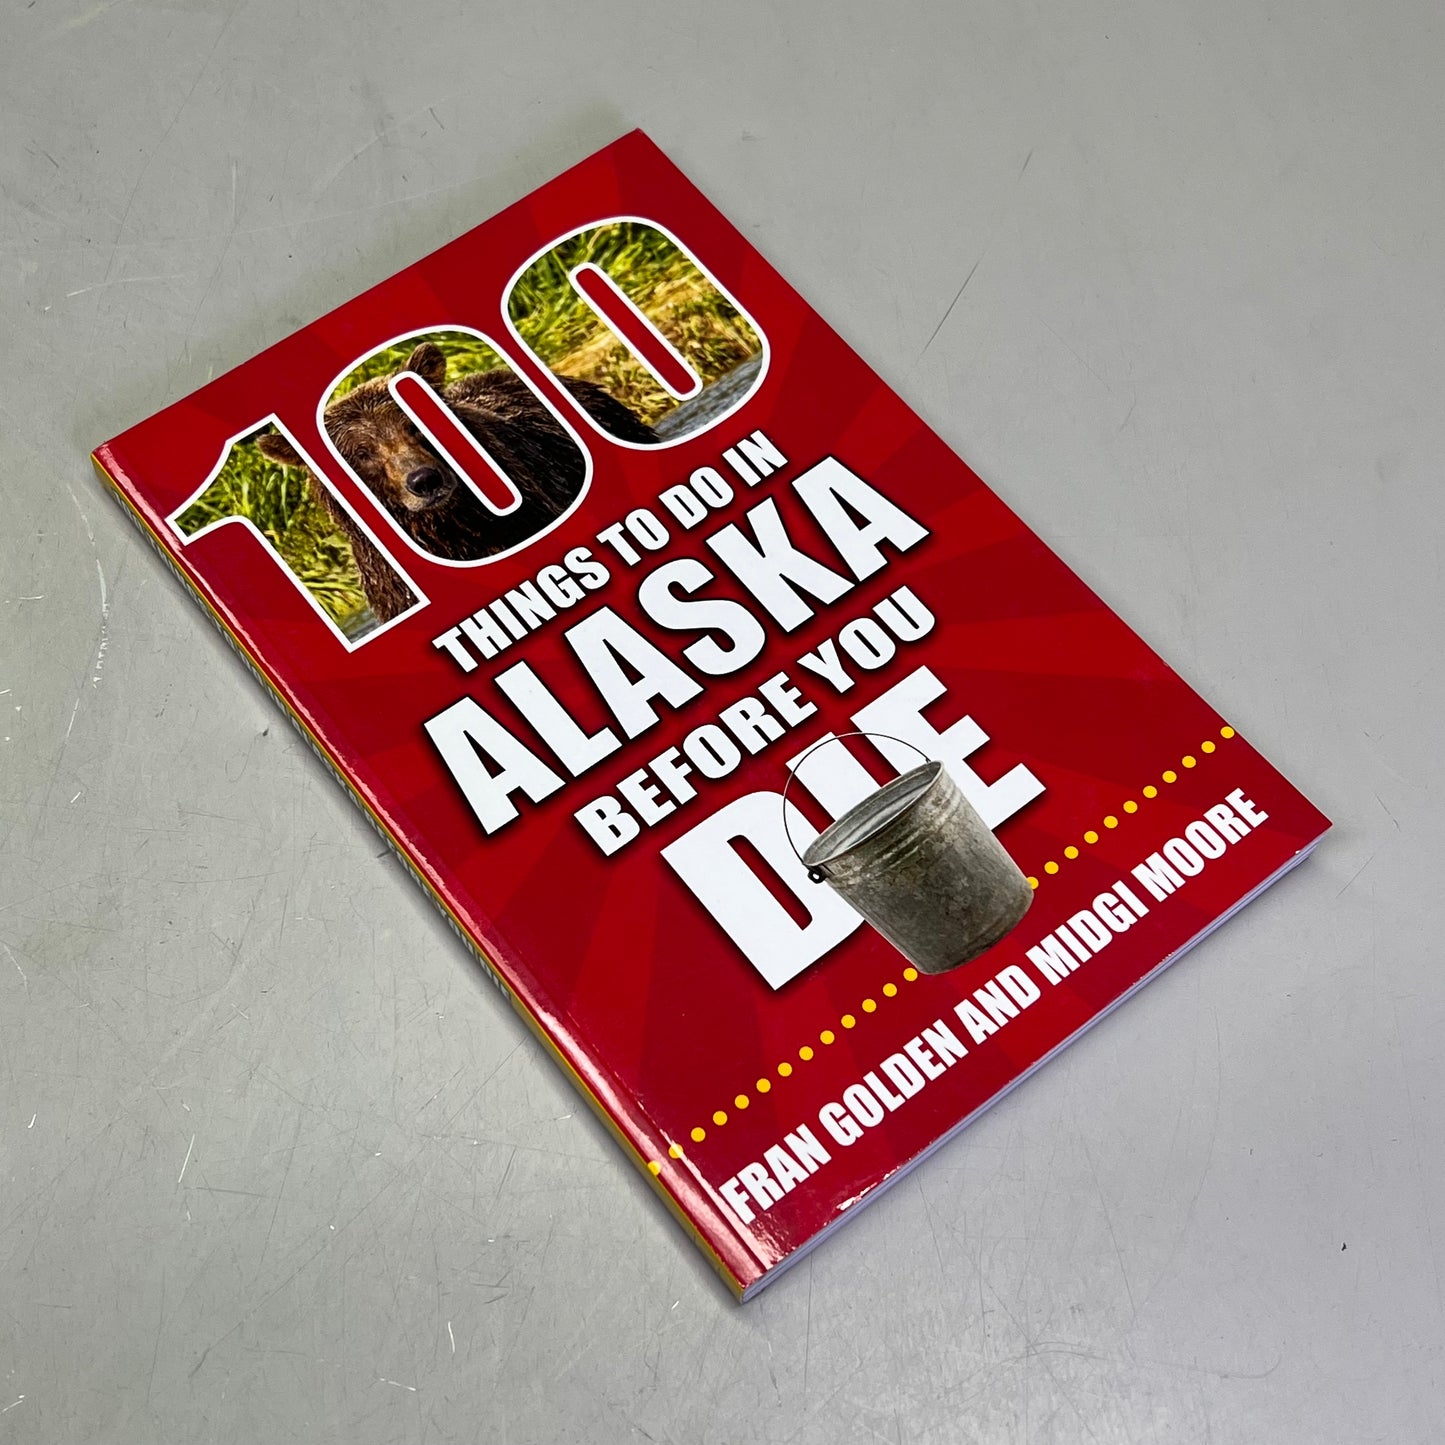 100
THINGS TO DO IN
ALASKA
BEFORE YOU
DIE
FRAN GOLDEN AND MIDGI MOORE